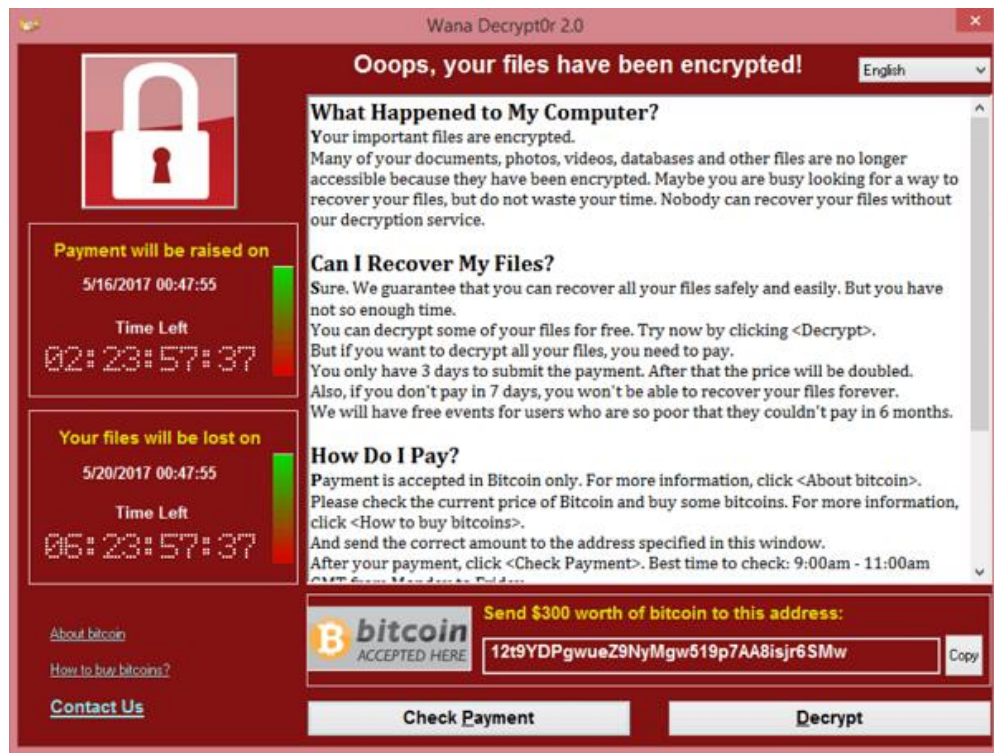 Wana Decrypt0r 2.0
Ooops, your files have been encrypted!
English
Payment will be raised on
5/16/2017 00:47:55
Time Left
02:23:57:37
Your files will be lost on
5/20/2017 00:47:55
Time Left
06:23:57:37
About bitcoin
How to buy bitcoins?
Contact Us
What Happened to My Computer?
Your important files are encrypted.
Many of your documents, photos, videos, databases and other files are no longer
accessible because they have been encrypted. Maybe you are busy looking for a way to
recover your files, but do not waste your time. Nobody can recover your files without
our decryption service.
Can I Recover My Files?
Sure. We guarantee that you can recover all your files safely and easily. But you have
not so enough time.
You can decrypt some of your files for free. Try now by clicking <Decrypt>.
But if you want to decrypt all your files, you need to pay.
You only have 3 days to submit the payment. After that the price will be doubled.
Also, if you don't pay in 7 days, you won't be able to recover your files forever.
We will have free events for users who are so poor that they couldn't pay in 6 months.
How Do I Pay?
Payment is accepted in Bitcoin only. For more information, click <About bitcoin>.
Please check the current price of Bitcoin and buy some bitcoins. For more information,
click <How to buy bitcoins>.
And send the correct amount to the address specified in this window.
After your payment, click <Check Payment>. Best time to check: 9:00am - 11:00am
GMT from Monday to Friday.
bitcoin
ACCEPTED HERE
Send $300 worth of bitcoin to this address:
12t9YDPgwueZ9NyMgw519p7AA8isjr6SMw
Copy
Check Payment
Decrypt